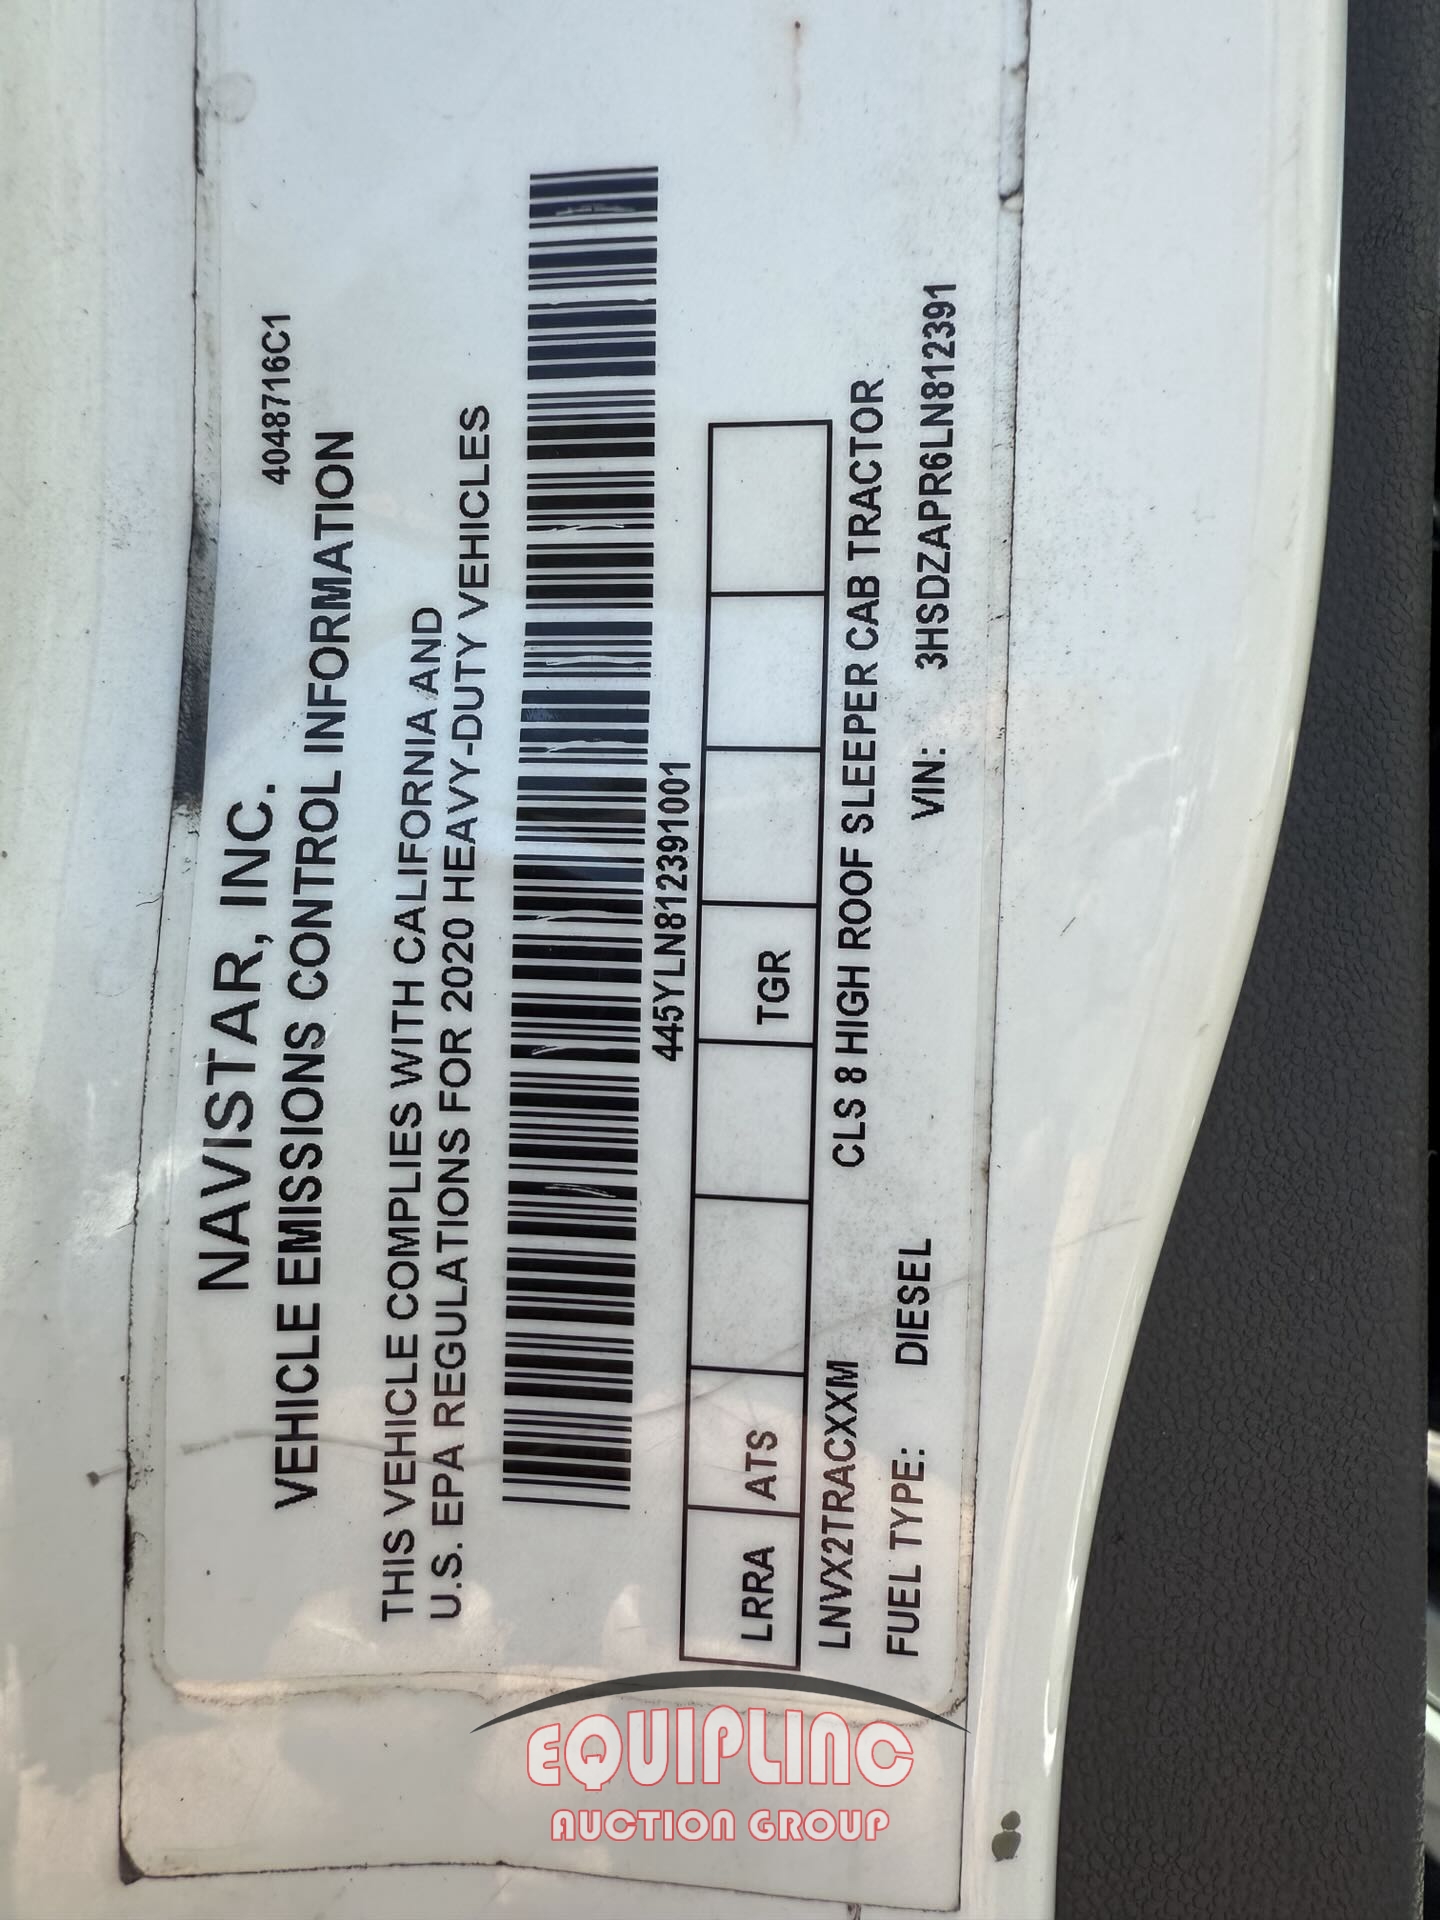 4048716C1
NAVISTAR, INC.
VEHICLE EMISSIONS CONTROL INFORMATION
THIS VEHICLE COMPLIES WITH CALIFORNIA AND
U.S. EPA REGULATIONS FOR 2020 HEAVY-DUTY VEHICLES
445YLN812391001
LRRA ATS TGR
LNVX2TRACXXM CLS 8 HIGH ROOF SLEEPER CAB TRACTOR
FUEL TYPE: DIESEL VIN: 3HSDZAPR6LN812391
EQUIPLINC
AUCTION GROUP